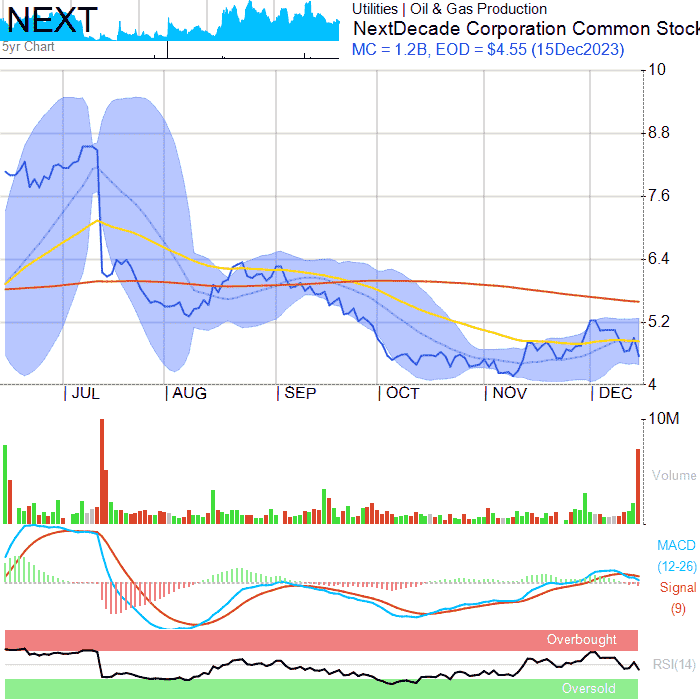 NEXT
Utilities | Oil & Gas Production
NextDecade Corporation Common Stock
5yr Chart
MC = 1.2B, EOD = $4.55 (15Dec2023)
10
8.8
7.6
6.4
5.2
4
JUL AUG SEP OCT NOV DEC
10M
Volume
MACD
(12-26)
Signal
(9)
Overbought
RSI(14)
Oversold